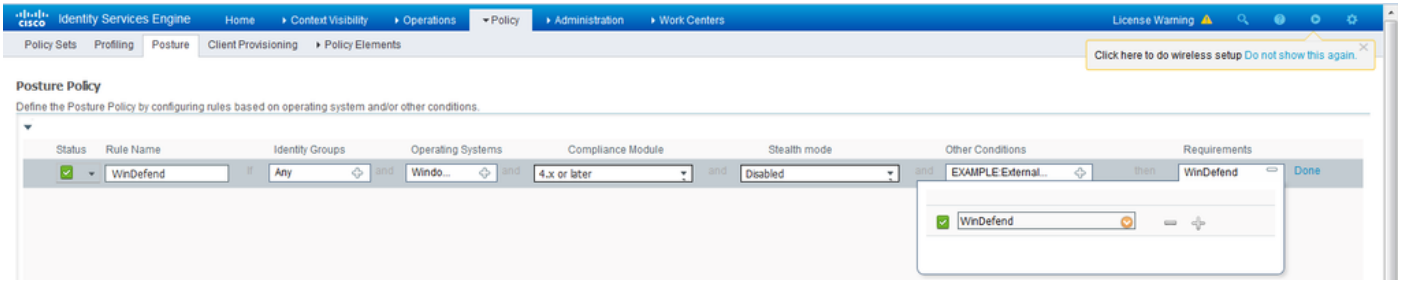 cisco Identity Services Engine Home Context Visibility Operations Policy Administration Work Centers License Warning
Policy Sets Profiling Posture Client Provisioning Policy Elements
Click here to do wireless setup Do not show this again.
Posture Policy
Define the Posture Policy by configuring rules based on operating system and/or other conditions.
Status Rule Name Identity Groups Operating Systems Compliance Module Stealth mode Other Conditions Requirements
WinDefend If Any and Windo... and 4.x or later and Disabled and EXAMPLE:External... then WinDefend Done
WinDefend